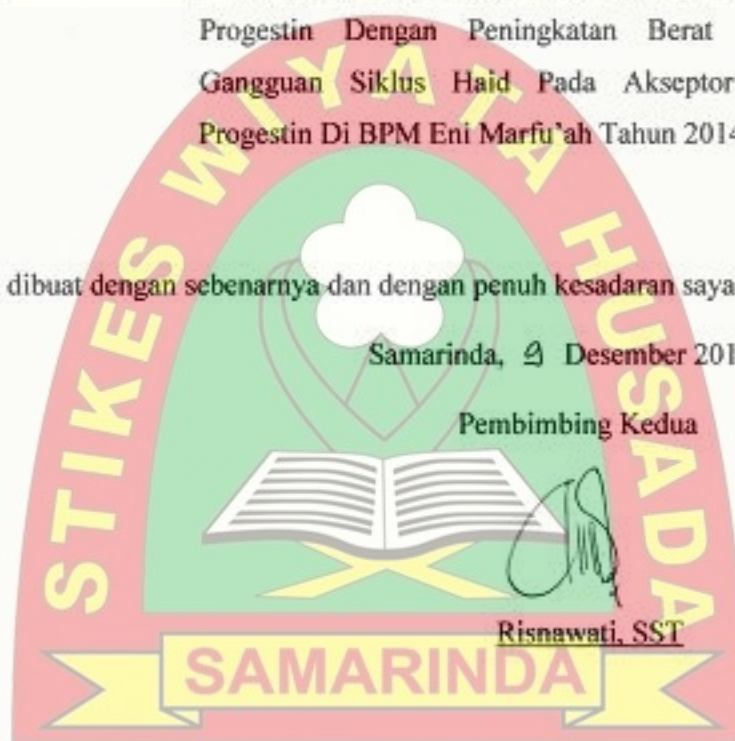 Progestin Dengan Peningkatan Berat
Gangguan Siklus Haid Pada Akseptor
Progestin Di BPM Eni Marfu'ah Tahun 2014
dibuat dengan sebenarnya dan dengan penuh kesadaran saya
Samarinda, 9 Desember 201
Pembimbing Kedua
Risnawati, SST
STIKES WIYATA HUSADA
SAMARINDA